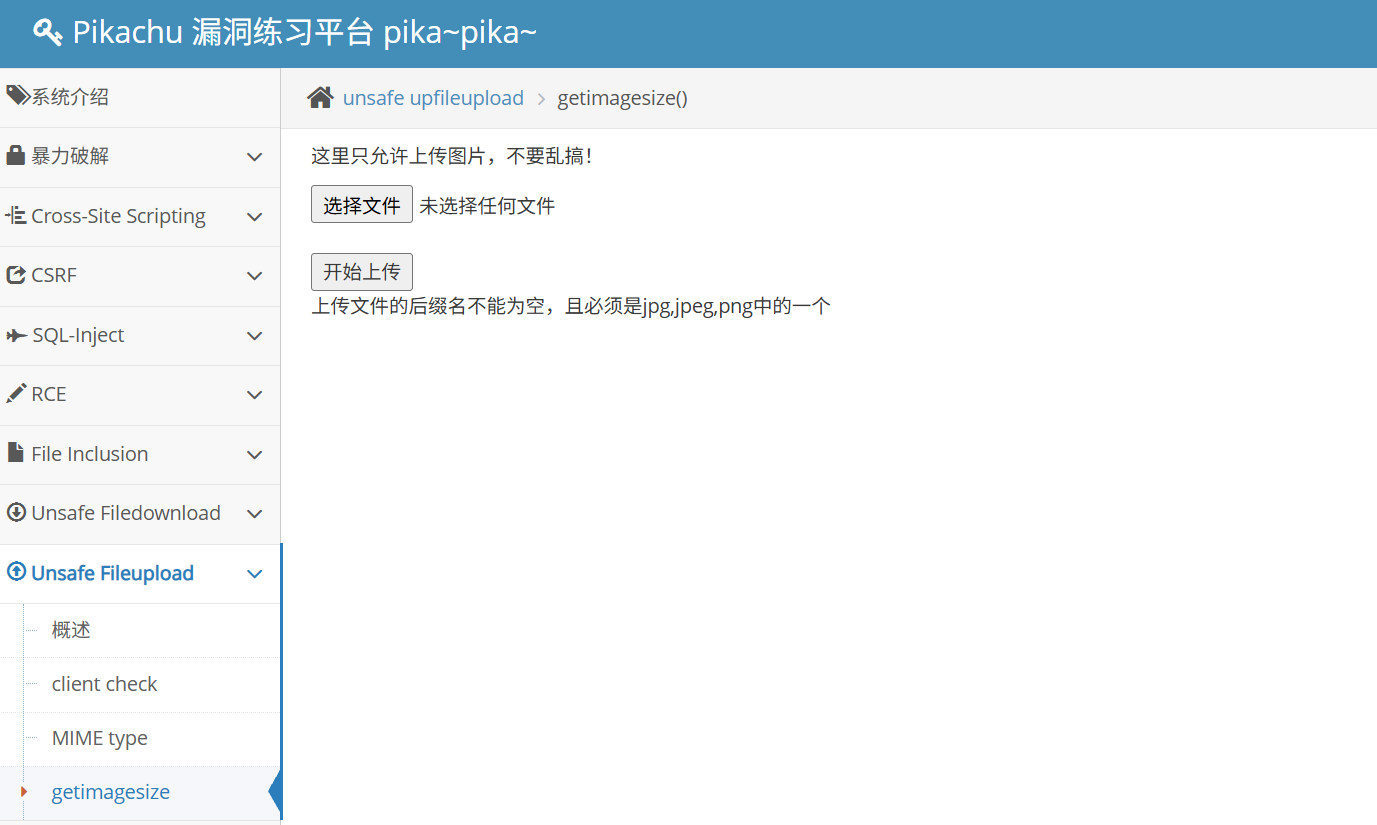 Pikachu 漏洞练习平台 pika~pika~
系统介绍
暴力破解
Cross-Site Scripting
CSRF
SQL-Inject
RCE
File Inclusion
Unsafe Filedownload
Unsafe Fileupload
概述
client check
MIME type
getimagesize
unsafe upfileupload
getimagesize()
这里只允许上传图片，不要乱搞！
选择文件 未选择任何文件
开始上传
上传文件的后缀名不能为空，且必须是jpg,jpeg,png中的一个